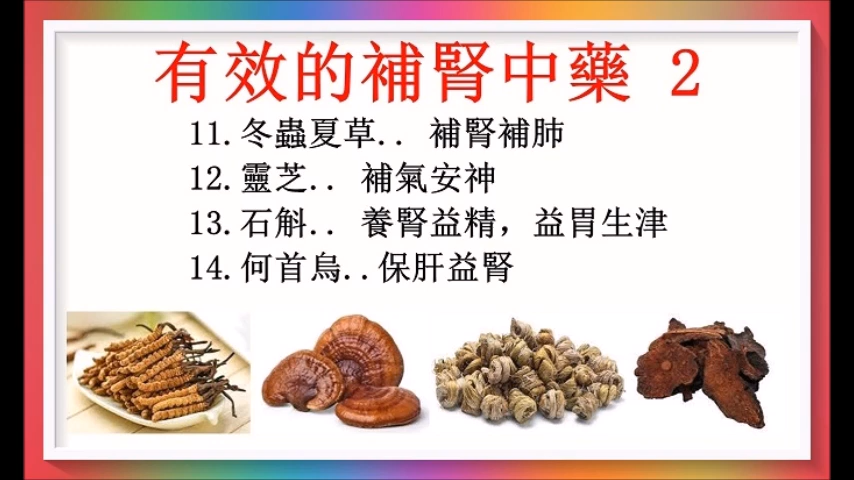 有效的補腎中藥 2
11.冬蟲夏草.. 補腎補肺
12.靈芝.. 補氣安神
13.石斛.. 養腎益精，益胃生津
14.何首烏..保肝益腎